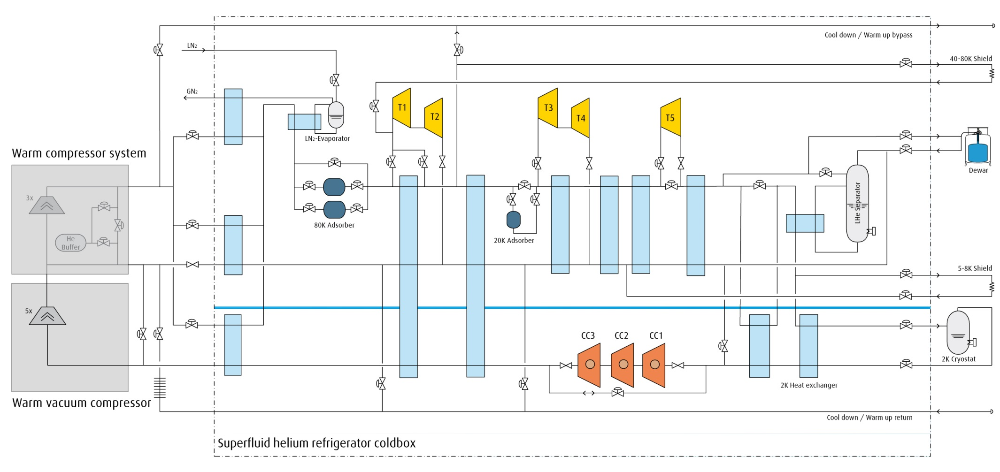 Cool down / Warm up bypass
LN2
40-80K Shield
GN2
T1
T2
T3
T4
T5
LN2-Evaporator
Warm compressor system
Dewar
3x
LHe Separator
80K Adsorber
He
Buffer
20K Adsorber
5-8K Shield
5x
CC3
CC2
CC1
2K Cryostat
2K Heat exchanger
Warm vacuum compressor
Cool down / Warm up return
Superfluid helium refrigerator coldbox